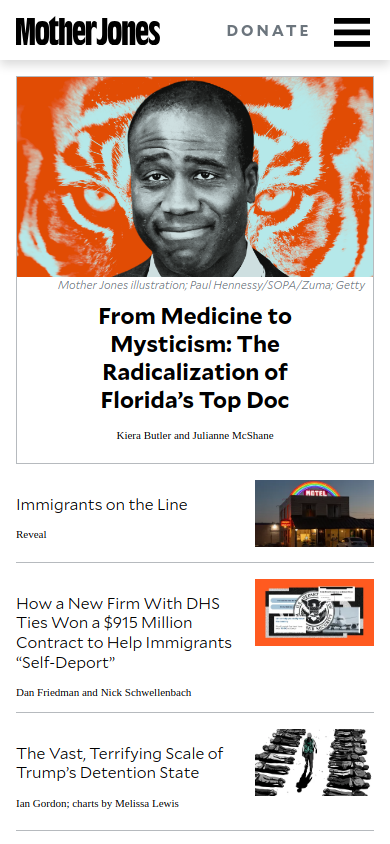 Mother Jones
DONATE
Mother Jones illustration; Paul Hennessy/SOPA/Zuma; Getty
From Medicine to
Mysticism: The
Radicalization of
Florida’s Top Doc
Kiera Butler and Julianne McShane
Immigrants on the Line
MOTEL
Reveal
How a New Firm With DHS
Ties Won a $915 Million
Contract to Help Immigrants
“Self-Deport”
Dan Friedman and Nick Schwellenbach
The Vast, Terrifying Scale of
Trump’s Detention State
Ian Gordon; charts by Melissa Lewis